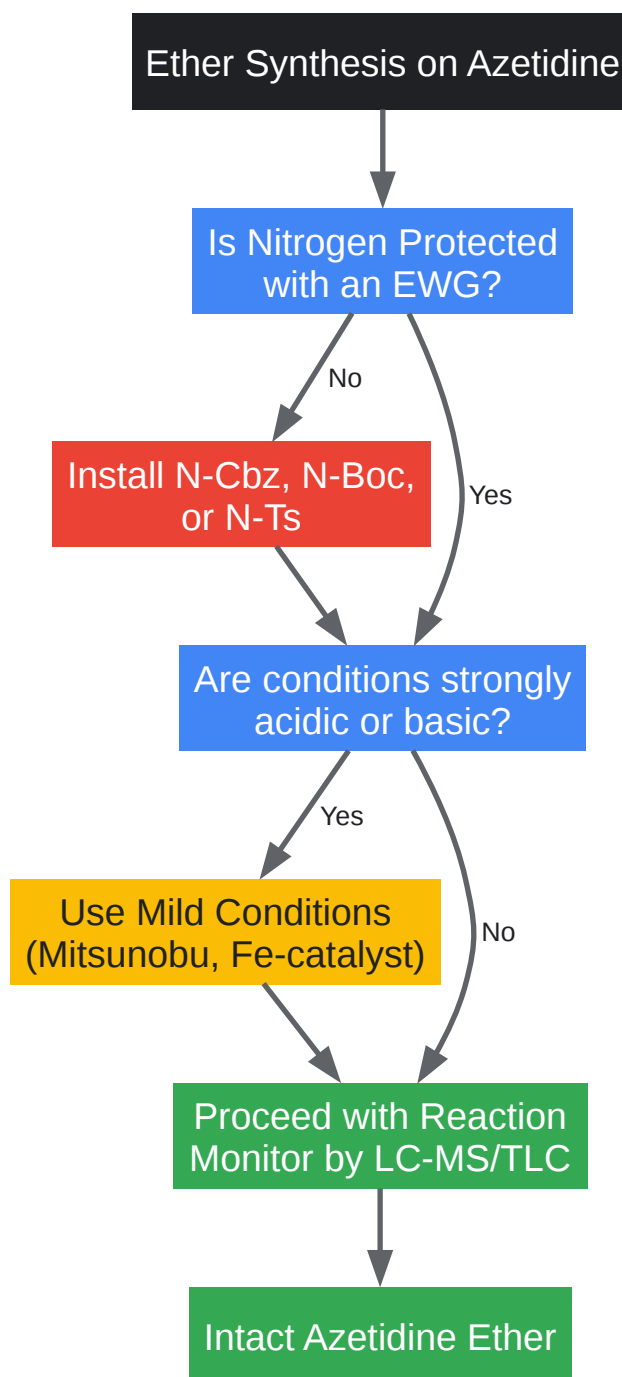 Ether Synthesis on Azetidine
Is Nitrogen Protected
with an EWG?
No
Yes
Install N-Cbz, N-Boc,
or N-Ts
Are conditions strongly
acidic or basic?
Yes
No
Use Mild Conditions
(Mitsunobu, Fe-catalyst)
Proceed with Reaction
Monitor by LC-MS/TLC
Intact Azetidine Ether